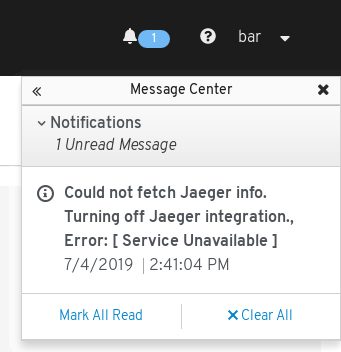 1
bar
Message Center
Notifications
1 Unread Message
Could not fetch Jaeger info.
Turning off Jaeger integration.,
Error: [ Service Unavailable ]
7/4/2019 | 2:41:04 PM
Mark All Read
Clear All